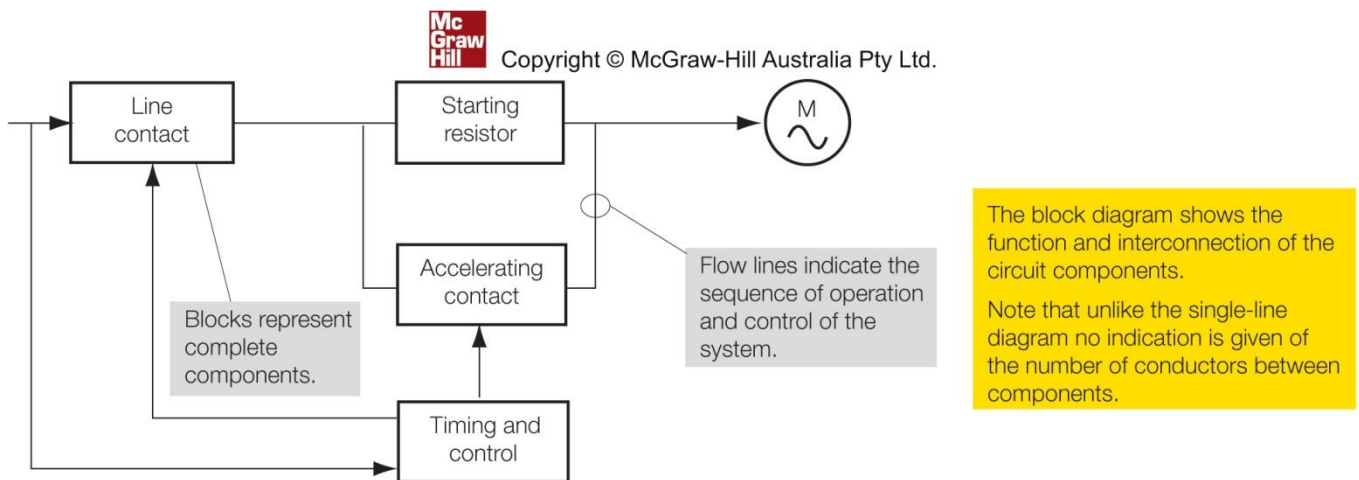 Mc
Graw
Hill
Copyright © McGraw-Hill Australia Pty Ltd.
Line
contact
Starting
resistor
M
Accelerating
contact
Timing and
control
Blocks represent
complete
components.
Flow lines indicate the
sequence of operation
and control of the
system.
The block diagram shows the
function and interconnection of the
circuit components.
Note that unlike the single-line
diagram no indication is given of
the number of conductors between
components.